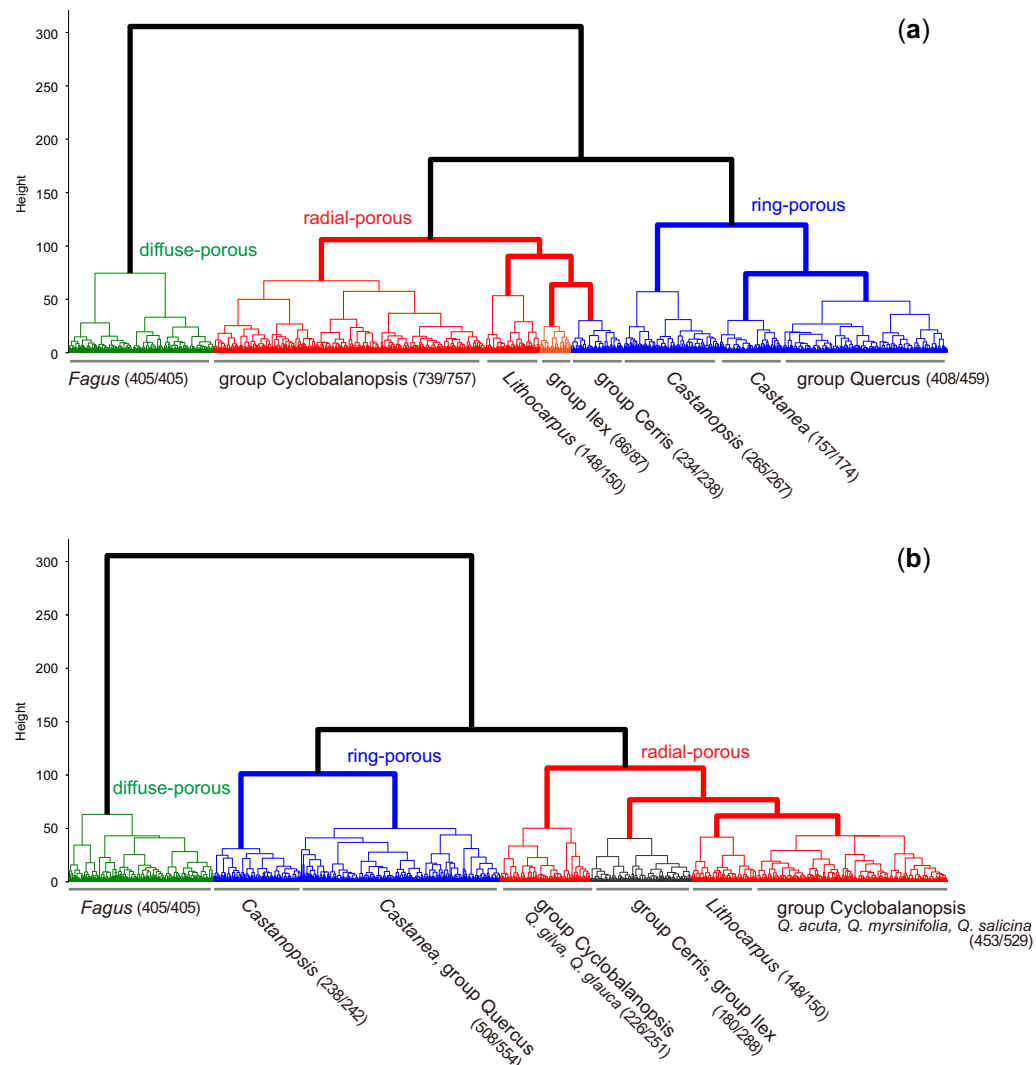 (a)
300
250
200
150
100
50
0
Height
diffuse-porous
radial-porous
ring-porous
Fagus (405/405)
group Cyclobalanopsis (739/757)
Lithocarpus
(148/150)
group Ilex (86/87)
group Cerris (234/238)
Castanopsis (265/267)
Castanea (157/174)
group Quercus (408/459)
(b)
300
250
200
150
100
50
0
Height
diffuse-porous
ring-porous
radial-porous
Fagus (405/405)
Castanopsis (238/242)
Castanea, group Quercus
(508/554)
group Cyclobalanopsis
Q. gilva, Q. glauca (226/251)
group Cerris, group Ilex
(180/288)
Lithocarpus (148/150)
group Cyclobalanopsis
Q. acuta, Q. myrsinifolia, Q. salicina
(453/529)